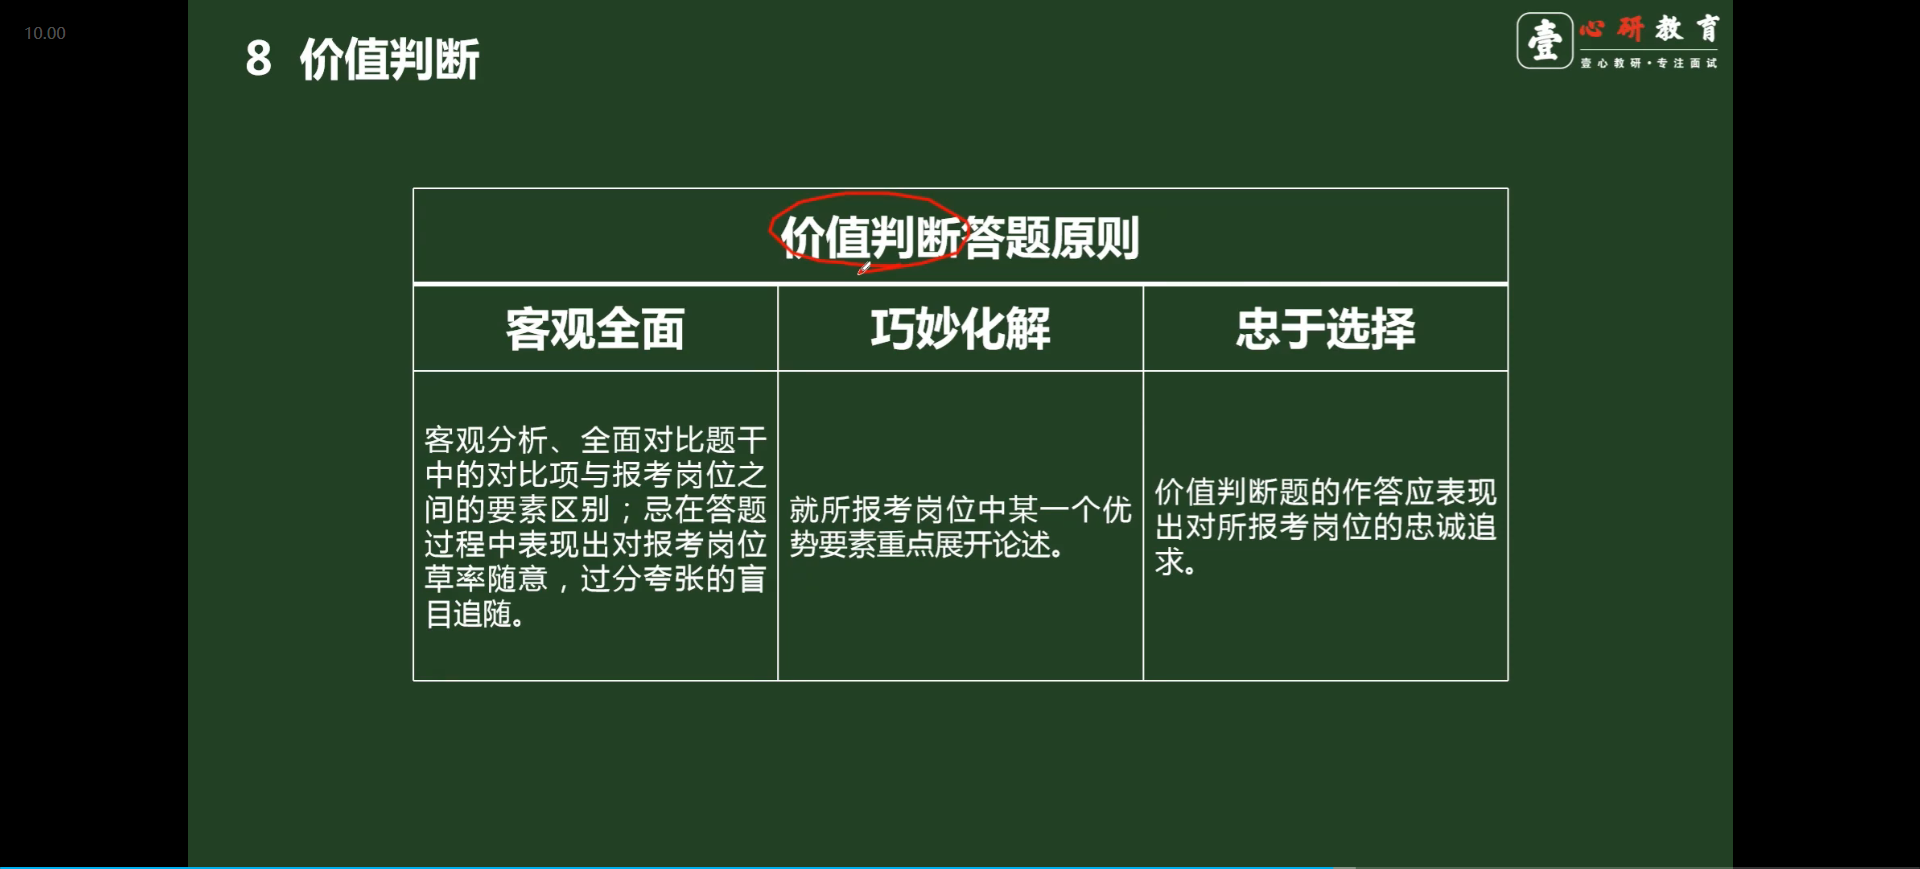 10.00
8 价值判断
壹 心研教育
壹心教研•专注面试
价值判断答题原则
客观全面
巧妙化解
忠于选择
客观分析、全面对比题干
中的对比项与报考岗位之
间的要素区别；忌在答题
过程中表现出对报考岗位
草率随意，过分夸张的盲
目追随。
就所报考岗位中某一个优
势要素重点展开论述。
价值判断题的作答应表现
出对所报考岗位的忠诚追
求。